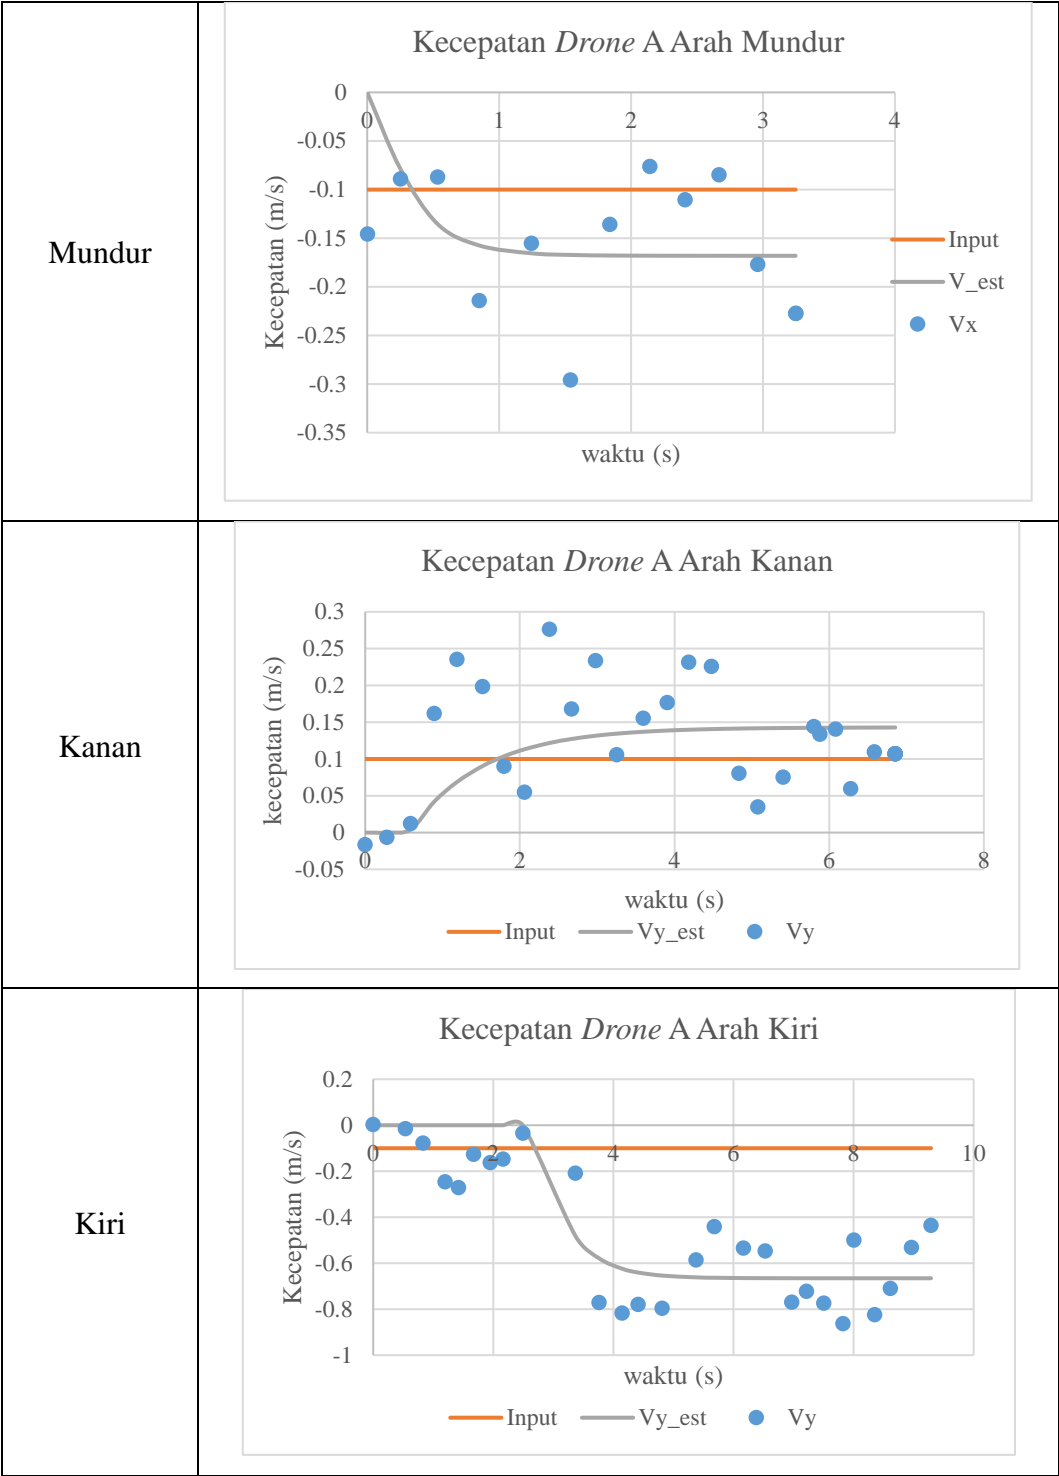 Mundur
Kecepatan Drone A Arah Mundur
0
-0.05
-0.1
-0.15
-0.2
-0.25
-0.3
-0.35
0 1 2 3 4
Kecepatan (m/s)
waktu (s)
Input
V_est
Vx
Kanan
Kecepatan Drone A Arah Kanan
0.3
0.25
0.2
0.15
0.1
0.05
0
-0.05
0 2 4 6 8
kecepatan (m/s)
waktu (s)
Input Vy_est Vy
Kiri
Kecepatan Drone A Arah Kiri
0.2
0
-0.2
-0.4
-0.6
-0.8
-1
0 2 4 6 8 10
Kecepatan (m/s)
waktu (s)
Input Vy_est Vy